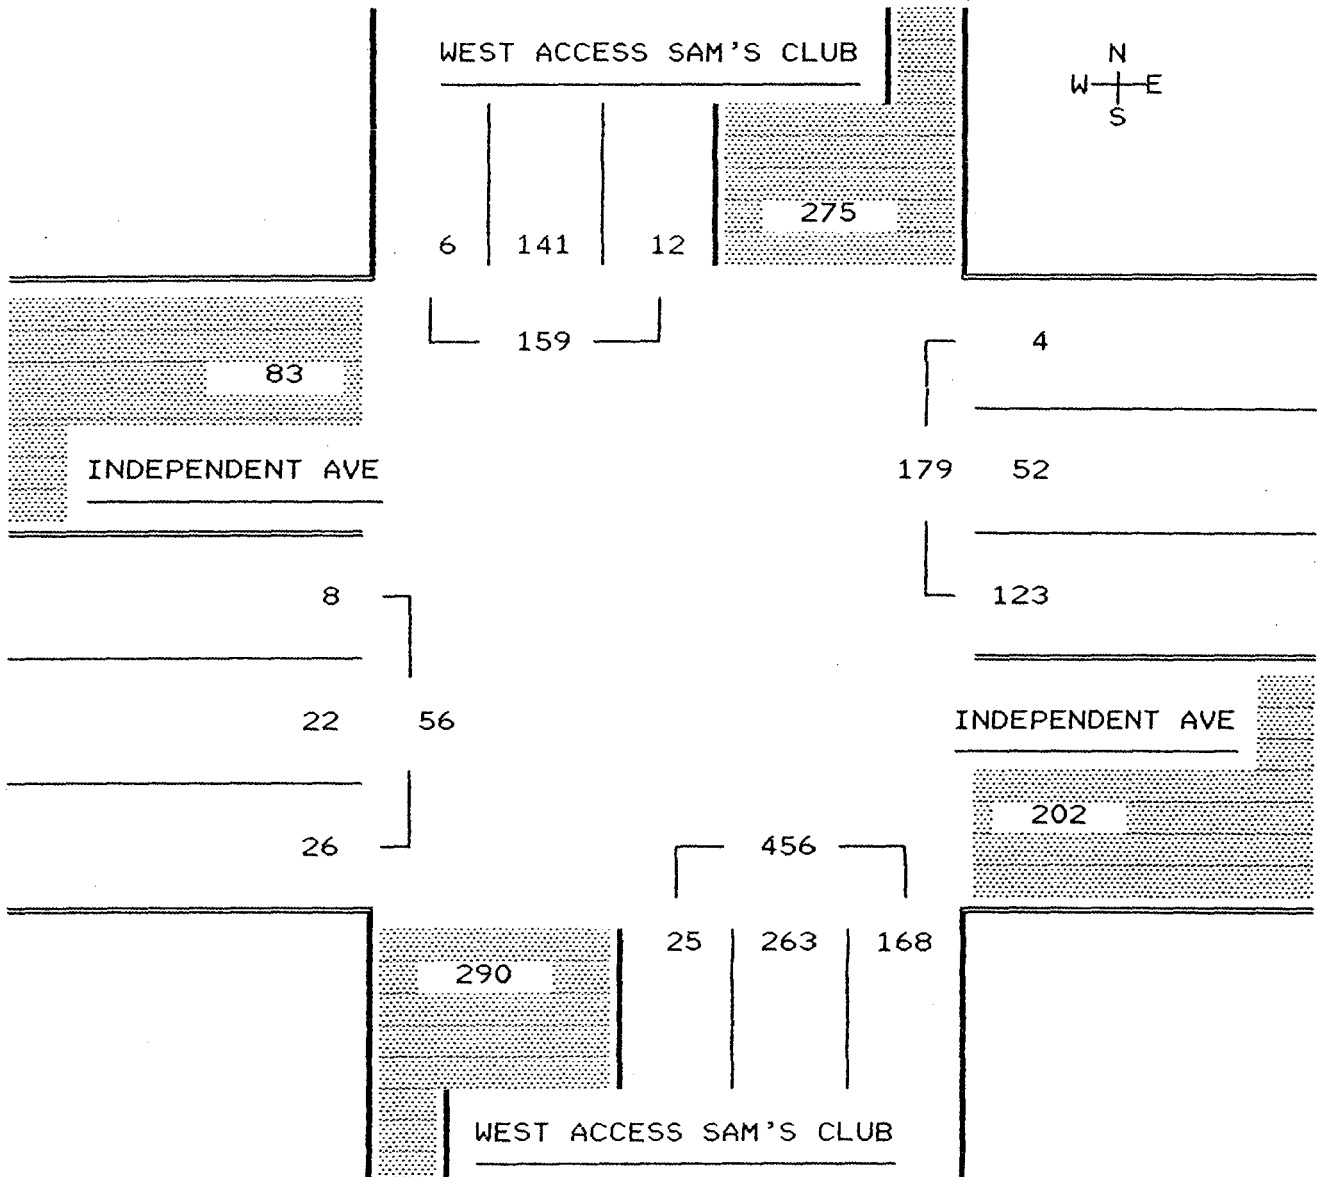 WEST ACCESS SAM'S CLUB
N
W E
S
275
6 141 12
159
4
83
INDEPENDENT AVE
179 52
8
123
22 56
INDEPENDENT AVE
202
26
456
25 263 168
290
WEST ACCESS SAM'S CLUB